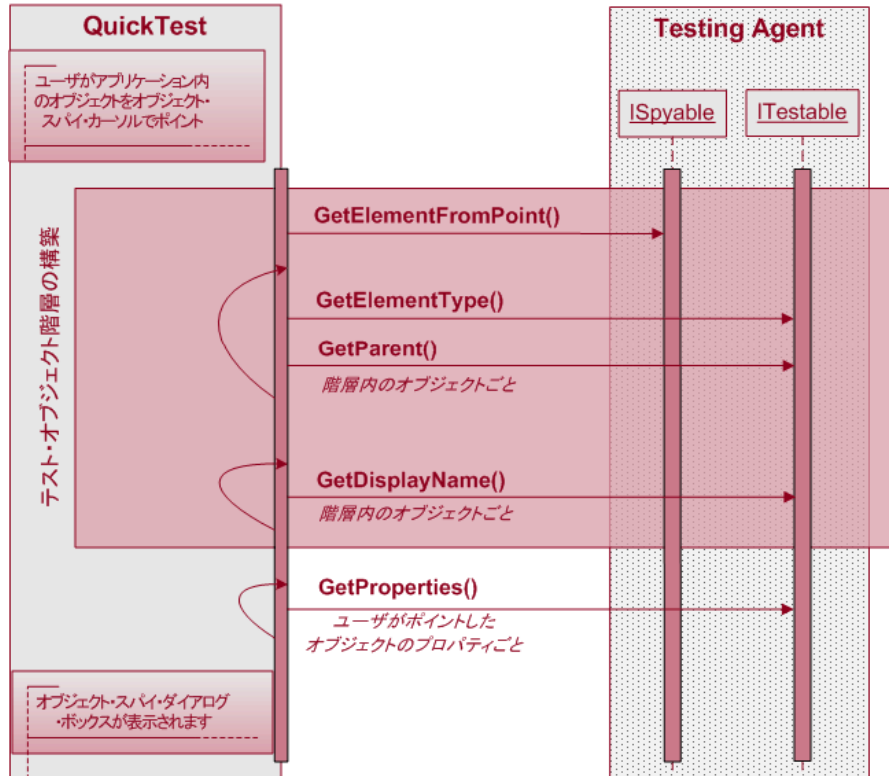 QuickTest
Testing Agent
ユーザがアプリケーション内
のオブジェクトをオブジェクト・
スパイ・カーソルでポイント
ISpyable
ITestable
テスト・オブジェクト階層の構築
GetElementFromPoint()
GetElementType()
GetParent()
階層内のオブジェクトごと
GetDisplayName()
階層内のオブジェクトごと
GetProperties()
ユーザがポイントした
オブジェクトのプロパティごと
オブジェクト・スパイ・ダイアログ
・ボックスが表示されます